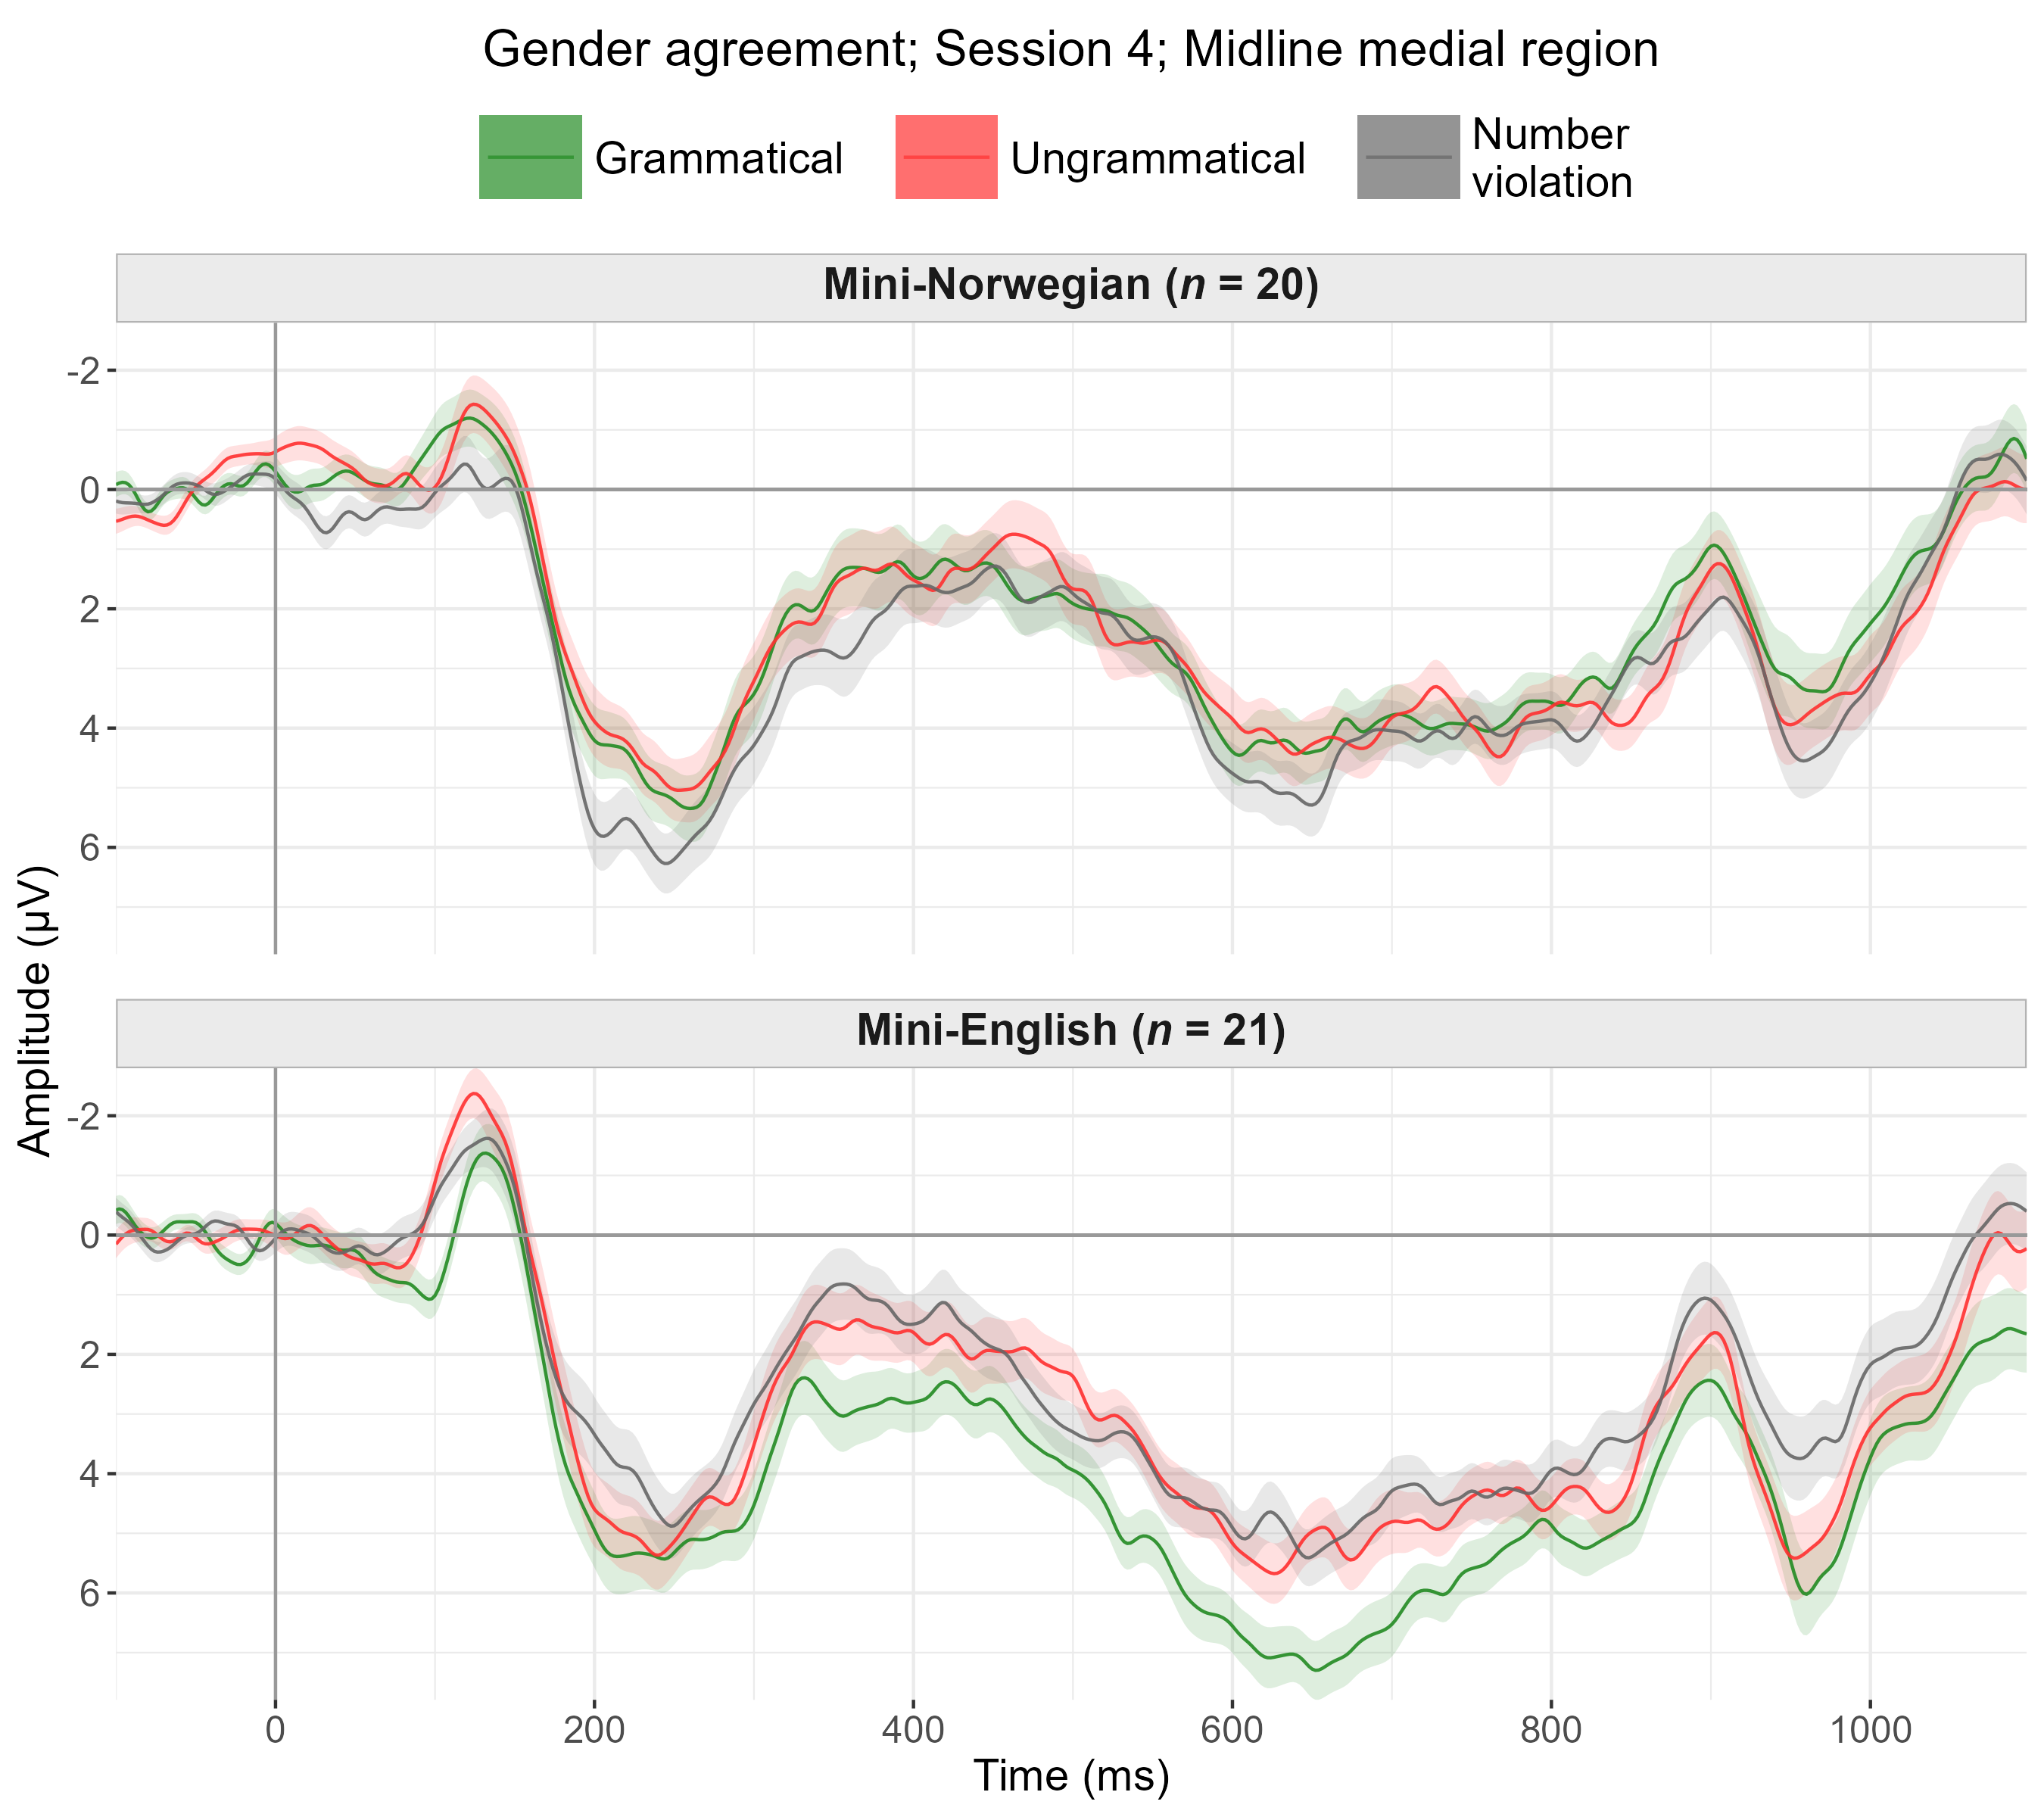 Gender agreement; Session 4; Midline medial region
Grammatical
Ungrammatical
Number
violation
Mini-Norwegian (n = 20)
-2
0
2
4
6
Amplitude (µV)
Mini-English (n = 21)
-2
0
2
4
6
0 200 400 600 800 1000
Time (ms)